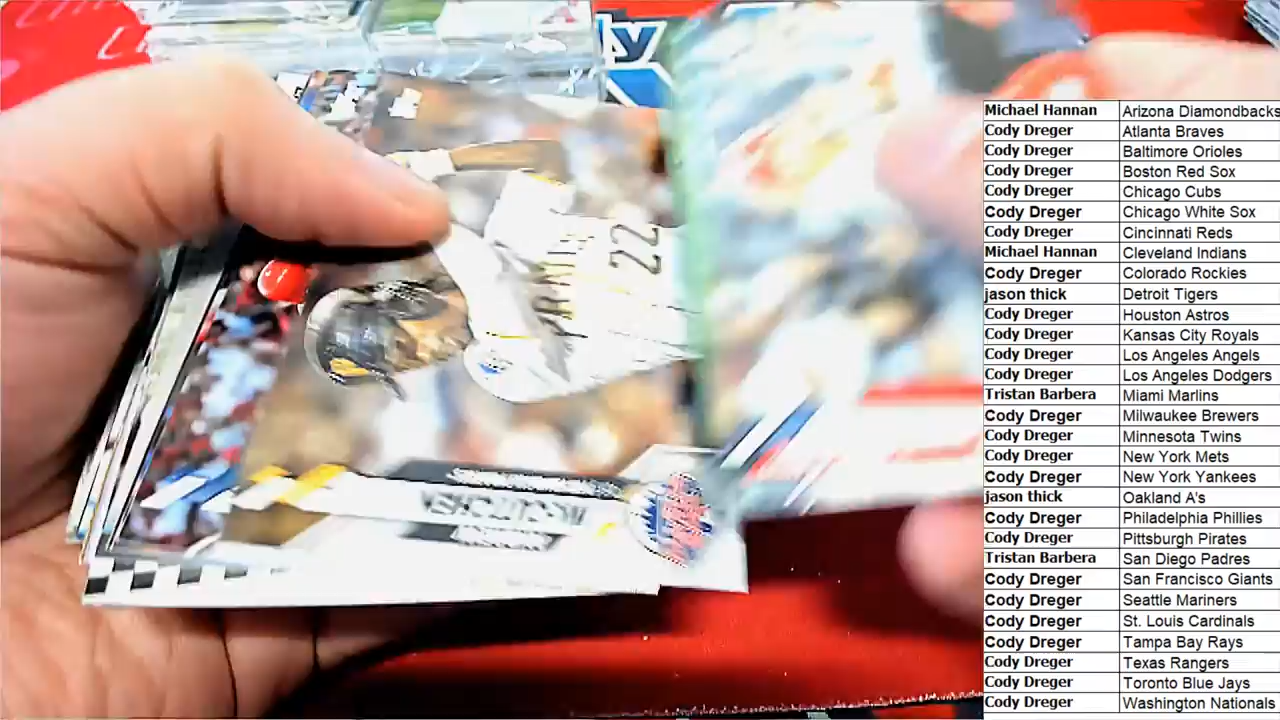 22
McCUTCHEN
Michael Hannan Arizona Diamondbacks
Cody Dreger Atlanta Braves
Cody Dreger Baltimore Orioles
Cody Dreger Boston Red Sox
Cody Dreger Chicago Cubs
Cody Dreger Chicago White Sox
Cody Dreger Cincinnati Reds
Michael Hannan Cleveland Indians
Cody Dreger Colorado Rockies
jason thick Detroit Tigers
Cody Dreger Houston Astros
Cody Dreger Kansas City Royals
Cody Dreger Los Angeles Angels
Cody Dreger Los Angeles Dodgers
Tristan Barbera Miami Marlins
Cody Dreger Milwaukee Brewers
Cody Dreger Minnesota Twins
Cody Dreger New York Mets
Cody Dreger New York Yankees
jason thick Oakland A's
Cody Dreger Philadelphia Phillies
Cody Dreger Pittsburgh Pirates
Tristan Barbera San Diego Padres
Cody Dreger San Francisco Giants
Cody Dreger Seattle Mariners
Cody Dreger St. Louis Cardinals
Cody Dreger Tampa Bay Rays
Cody Dreger Texas Rangers
Cody Dreger Toronto Blue Jays
Cody Dreger Washington Nationals